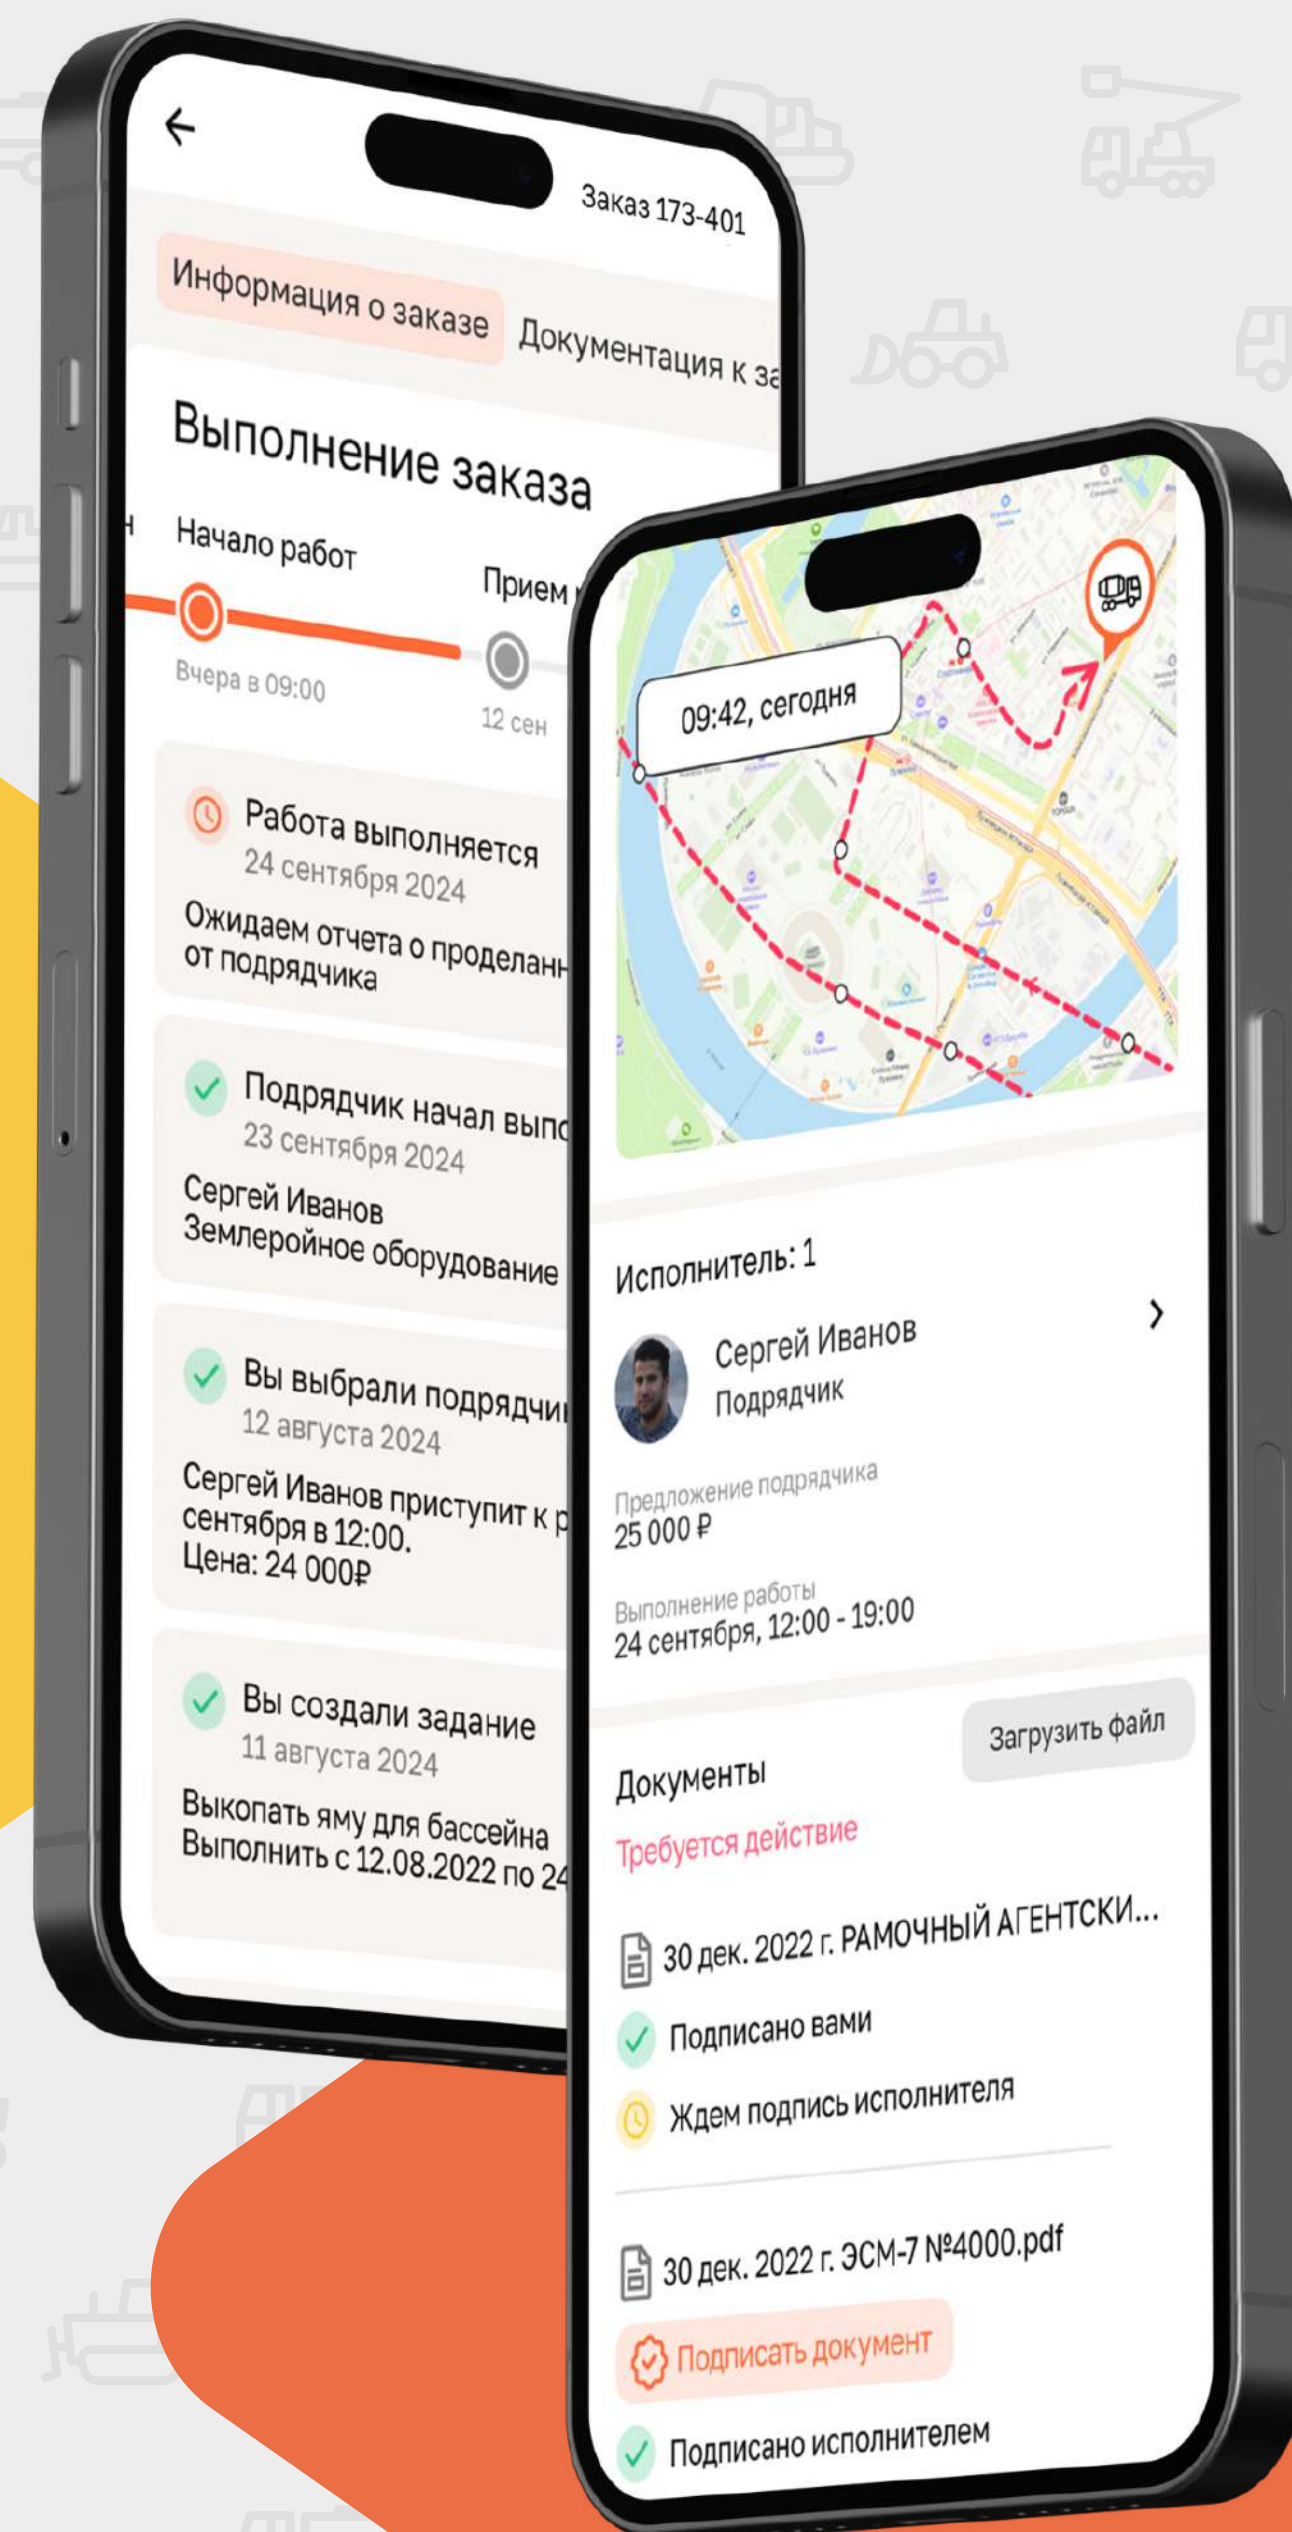 Заказ 173-401
Информация о заказе
Документация к за
Выполнение заказа
Начало работ
Прием
Вчера в 09:00
12 сен
Работа выполняется
24 сентября 2024
Ожидаем отчета о проделанн
от подрядчика
Подрядчик начал выпо
23 сентября 2024
Сергей Иванов
Землеройное оборудование
Вы выбрали подрядчи
12 августа 2024
Сергей Иванов приступит к р
сентября в 12:00.
Цена: 24 000₽
Вы создали задание
11 августа 2024
Выкопать яму для бассейна
Выполнить с 12.08.2022 по 24
09:42, сегодня
Исполнитель: 1
Сергей Иванов
Подрядчик
Предложение подрядчика
25 000 ₽
Выполнение работы
24 сентября, 12:00 - 19:00
Загрузить файл
Документы
Требуется действие
30 дек. 2022 г. РАМОЧНЫЙ АГЕНТСКИ...
Подписано вами
Ждем подпись исполнителя
30 дек. 2022 г. ЭСМ-7 №4000.pdf
Подписать документ
Подписано исполнителем